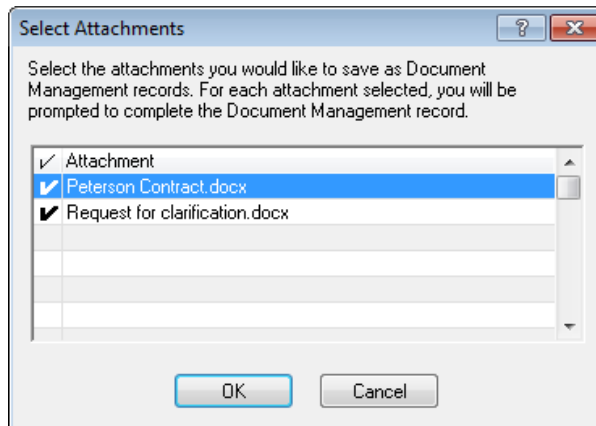 Select Attachments
Select the attachments you would like to save as Document
Management records. For each attachment selected, you will be
prompted to complete the Document Management record.
Attachment
Peterson Contract.docx
Request for clarification.docx
OK Cancel